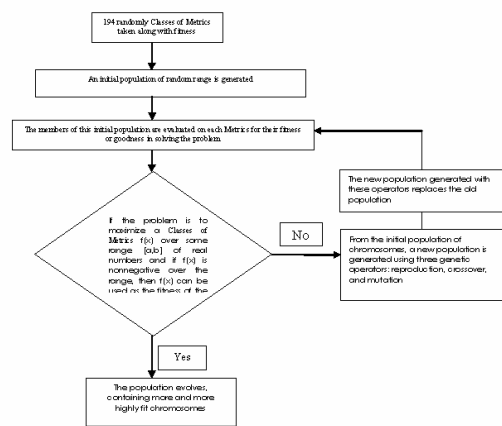 194 randomly Classes of Metrics
taken along with fitness
An initial population of random range is generated
The members of this initial population are evaluated on each Metrics for their fitness
or goodness in solving the problem
The new population generated with
these operators replaces the old
population
If the problem is to
maximize a Classes of
Metrics f(x) over some
range [a,b] of real
numbers and if f(x) is
nonnegative over the
range, then f(x) can be
used as the fitness of the
No
From the initial population of
chromosomes, a new population is
generated using three genetic
operators: reproduction, crossover,
and mutation
Yes
The population evolves,
containing more and more
highly fit chromosomes